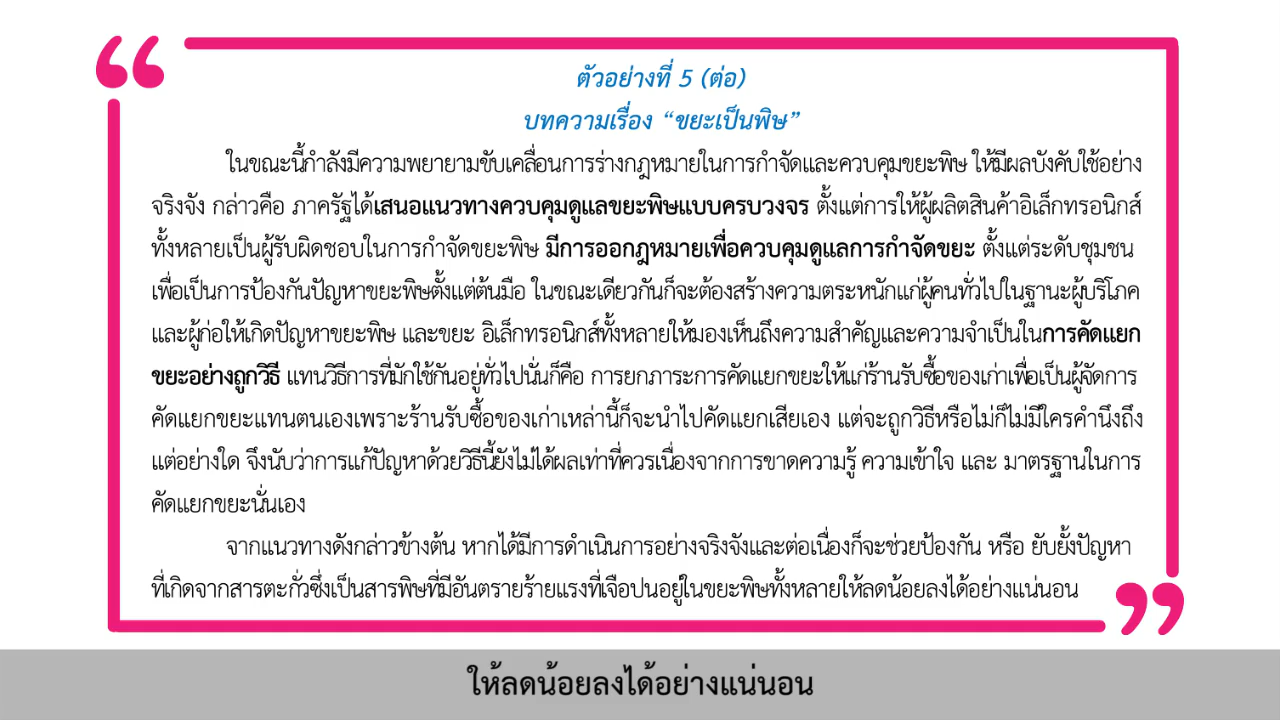 ตัวอย่างที่ 5 (ต่อ)
บทความเรื่อง “ขยะเป็นพิษ”
ในขณะนี้กำลังมีความพยายามขับเคลื่อนการร่างกฎหมายในการกำจัดและควบคุมขยะพิษ ให้มีผลบังคับใช้อย่าง
จริงจัง กล่าวคือ ภาครัฐได้เสนอแนวทางควบคุมดูแลขยะพิษแบบครบวงจร ตั้งแต่การให้ผู้ผลิตสินค้าอิเล็กทรอนิกส์
ทั้งหลายเป็นผู้รับผิดชอบในการกำจัดขยะพิษ มีการออกกฎหมายเพื่อควบคุมดูแลการกำจัดขยะ ตั้งแต่ระดับชุมชน
เพื่อเป็นการป้องกันปัญหาขยะพิษตั้งแต่ต้นมือ ในขณะเดียวกันก็จะต้องสร้างความตระหนักแก่ผู้คนทั่วไปในฐานะผู้บริโภค
และผู้ก่อให้เกิดปัญหาขยะพิษ และขยะ อิเล็กทรอนิกส์ทั้งหลายให้มองเห็นถึงความสำคัญและความจำเป็นในการคัดแยก
ขยะอย่างถูกวิธี แทนวิธีการที่มักใช้กันอยู่ทั่วไปนั่นก็คือ การยกภาระการคัดแยกขยะให้แก่ร้านรับซื้อของเก่าเพื่อเป็นผู้จัดการ
คัดแยกขยะแทนตนเองเพราะร้านรับซื้อของเก่าเหล่านี้ก็จะนำไปคัดแยกเสียเอง แต่จะถูกวิธีหรือไม่ก็ไม่มีใครคำนึงถึง
แต่อย่างใด จึงนับว่าการแก้ปัญหาด้วยวิธีนี้ยังไม่ได้ผลเท่าที่ควรเนื่องจากการขาดความรู้ ความเข้าใจ และ มาตรฐานในการ
คัดแยกขยะนั่นเอง
จากแนวทางดังกล่าวข้างต้น หากได้มีการดำเนินการอย่างจริงจังและต่อเนื่องก็จะช่วยป้องกัน หรือ ยับยั้งปัญหา
ที่เกิดจากสารตะกั่วซึ่งเป็นสารพิษที่มีอันตรายร้ายแรงที่เจือปนอยู่ในขยะพิษทั้งหลายให้ลดน้อยลงได้อย่างแน่นอน
ให้ลดน้อยลงได้อย่างแน่นอน